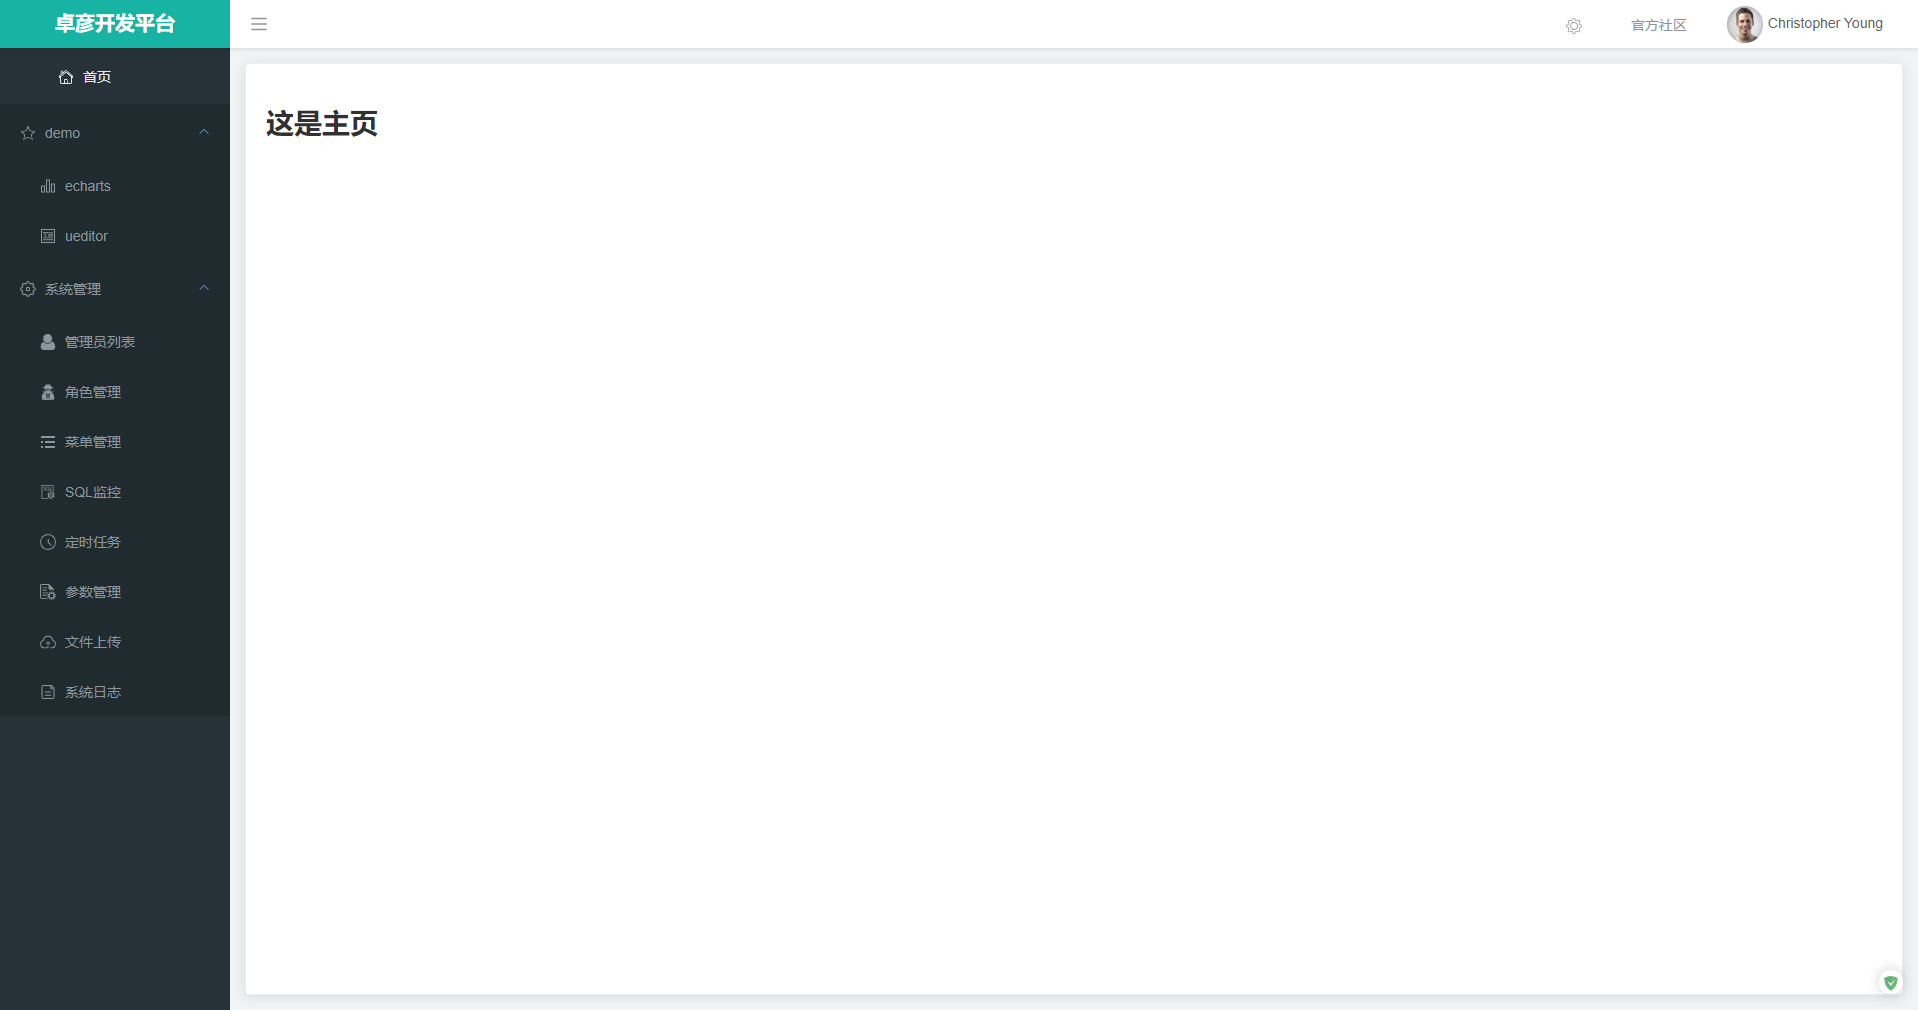 卓彦开发平台
官方社区
Christopher Young
首页
demo
echarts
ueditor
系统管理
管理员列表
角色管理
菜单管理
SQL监控
定时任务
参数管理
文件上传
系统日志
这是主页